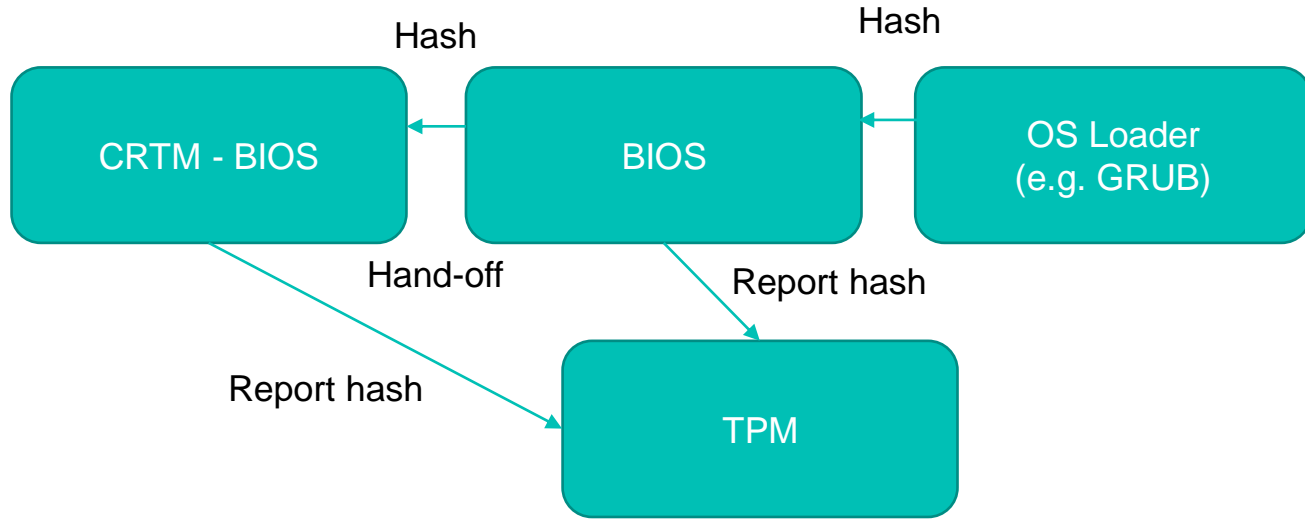 Hash
Hash
CRTM - BIOS
BIOS
OS Loader
(e.g. GRUB)
Hand-off
Report hash
Report hash
TPM